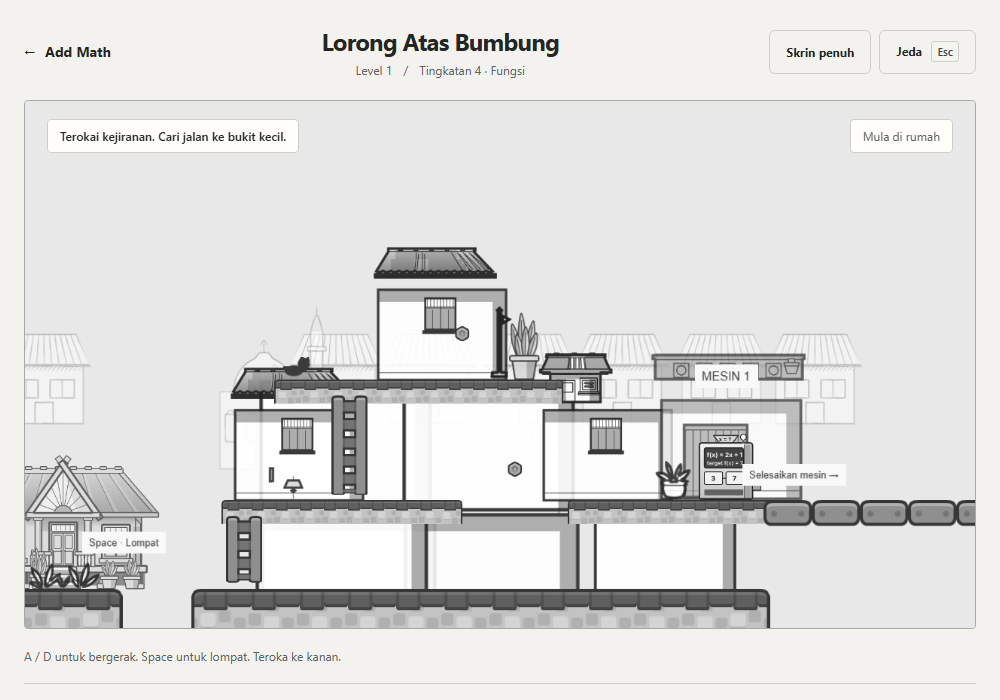 ← Add Math
Lorong Atas Bumbung
Level 1 / Tingkatan 4 · Fungsi
Skrin penuh
Jeda Esc
Terokai kejiranan. Cari jalan ke bukit kecil.
Mula di rumah
MESIN 1
f(x) = 2x + 1
3
7
Selesaikan mesin →
Space · Lompat
A / D untuk bergerak. Space untuk lompat. Teroka ke kanan.